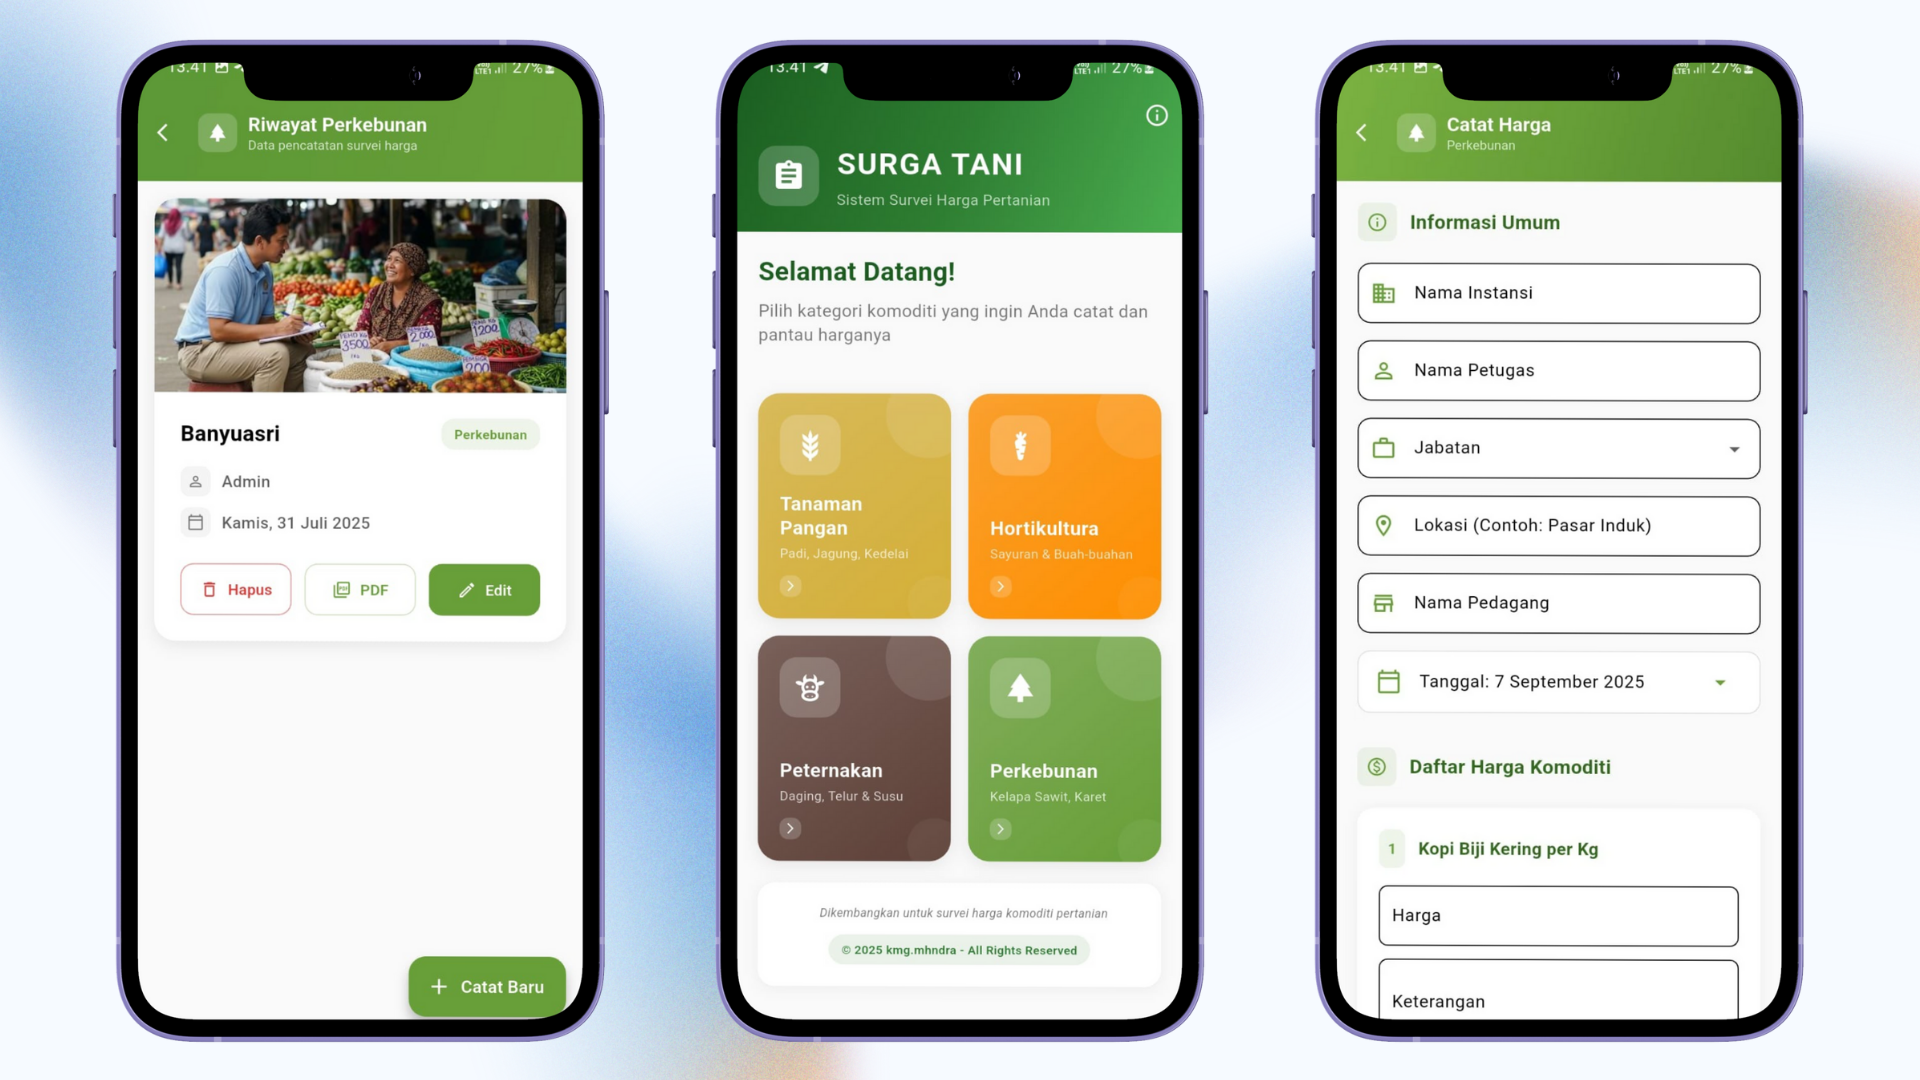 13.41
27%
Riwayat Perkebunan
Data pencatatan survei harga
3500
2.000
1200
200
Banyuasri
Perkebunan
Admin
Kamis, 31 Juli 2025
Hapus
PDF
Edit
+ Catat Baru
13.41
27%
SURGA TANI
Sistem Survei Harga Pertanian
Selamat Datang!
Pilih kategori komoditi yang ingin Anda catat dan
pantau harganya
Tanaman
Pangan
Padi, Jagung, Kedelai
Hortikultura
Sayuran & Buah-buahan
Peternakan
Daging, Telur & Susu
Perkebunan
Kelapa Sawit, Karet
Dikembangkan untuk survei harga komoditi pertanian
© 2025 kmg.mhndra - All Rights Reserved
13.41
27%
Catat Harga
Perkebunan
Informasi Umum
Nama Instansi
Nama Petugas
Jabatan
Lokasi (Contoh: Pasar Induk)
Nama Pedagang
Tanggal: 7 September 2025
Daftar Harga Komoditi
1 Kopi Biji Kering per Kg
Harga
Keterangan